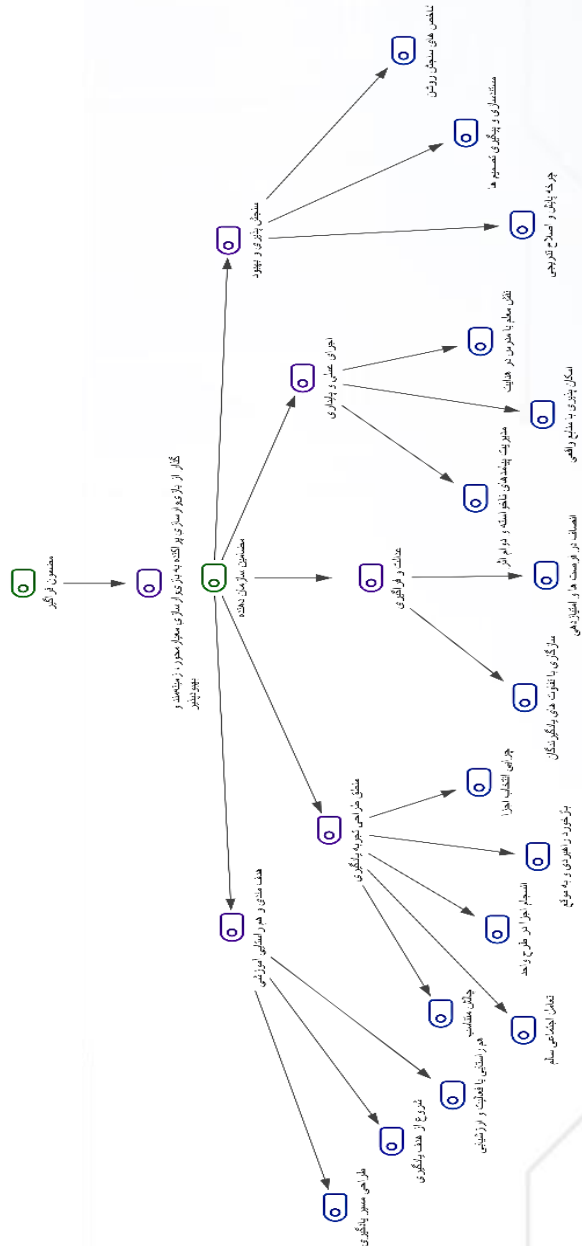 مضمون فراگیر
گذار از بازی‌وارسازی پراکنده به بازی‌وارسازی معیارمحور، زمینه‌مند و
بهبودپذیر
مضامین سازمان دهنده
سنجش پذیری و بهبود
شاخص های سنجش روشن
مستندسازی و پیگیری تصمیم ها
چرخه پایش و اصلاح تدریجی
اجرای عملی و پایداری
نقش معلم یا مدرس در هدایت
امکان پذیری با منابع واقعی
مدیریت پیامدهای ناخواسته و دوام اثر
عدالت و فراگیری
انصاف در فرصت ها و امتیازدهی
سازگاری با تفاوت های یادگیرندگان
منطق طراحی تجربه یادگیری
چرایی انتخاب اجزا
بازخورد راهبردی و به موقع
انسجام اجزا در طرح واحد
تعامل اجتماعی سالم
چالش متناسب
هدف مندی و هم راستایی آموزشی
هم راستایی با فعالیت و ارزشیابی
شروع از هدف یادگیری
طراحی مسیر یادگیری